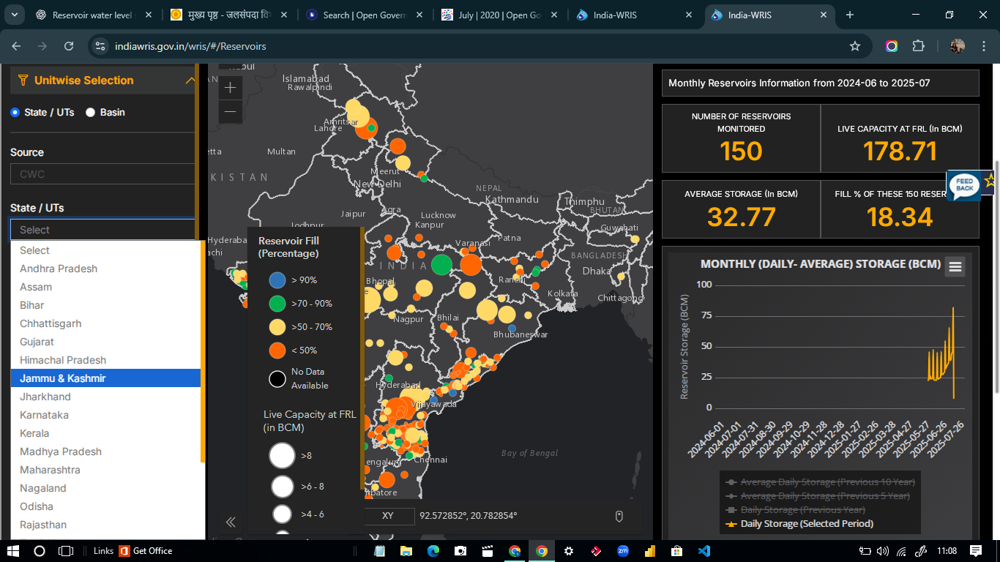 Reservoir water level
मुख्य पृष्ठ - जलसंपदा वि
Search | Open Govern
July | 2020 | Open Go
India-WRIS
India-WRIS
indiawris.gov.in/wris/#/Reservoirs
Unitwise Selection
State / UTs
Basin
Source
CWC
State / UTs
Select
Select
Andhra Pradesh
Assam
Bihar
Chhattisgarh
Gujarat
Himachal Pradesh
Jammu & Kashmir
Jharkhand
Karnataka
Kerala
Madhya Pradesh
Maharashtra
Nagaland
Odisha
Rajasthan
Islamabad
Rawalpindi
Amritsar
Lahore
Multan
KISTAN
Meerut
New Delhi
NEPAL
Kathmandu
Thimphu
BHUTAN
Jaipur
Agra
Lucknow
Kanpur
Jodhpur
Guwahati
Hyderabad
Varanasi
Patna
INDIA
BANGLADESH
Dhaka
Bhopal
Ranchi
Kolkata
Chittagong
Nagpur
Bhilai
Bhubaneswar
Hyderabad
Vijayawada
engaluru
Chennai
Bay of Bengal
mbatore
Reservoir Fill
(Percentage)
> 90%
>70 - 90%
>50 - 70%
< 50%
No Data
Available
Live Capacity at FRL
(in BCM)
>8
>6 - 8
>4 - 6
XY
92.572852°, 20.782854°
Monthly Reservoirs Information from 2024-06 to 2025-07
NUMBER OF RESERVOIRS
MONITORED
150
LIVE CAPACITY AT FRL (In BCM)
178.71
AVERAGE STORAGE (In BCM)
32.77
FILL % OF THESE 150 RESER
18.34
FEED
BACK
MONTHLY (DAILY- AVERAGE) STORAGE (BCM)
Reservoir Storage (BCM)
100
75
50
25
0
2024-06-01
2024-07-01
2024-07-31
2024-08-30
2024-09-29
2024-10-29
2024-11-28
2024-12-28
2025-01-27
2025-02-26
2025-03-28
2025-04-27
2025-05-27
2025-06-26
2025-07-26
Average Daily Storage (Previous 10 Year)
Average Daily Storage (Previous 5 Year)
Daily Storage (Previous Year)
Daily Storage (Selected Period)
Links
Get Office
zm
11:08